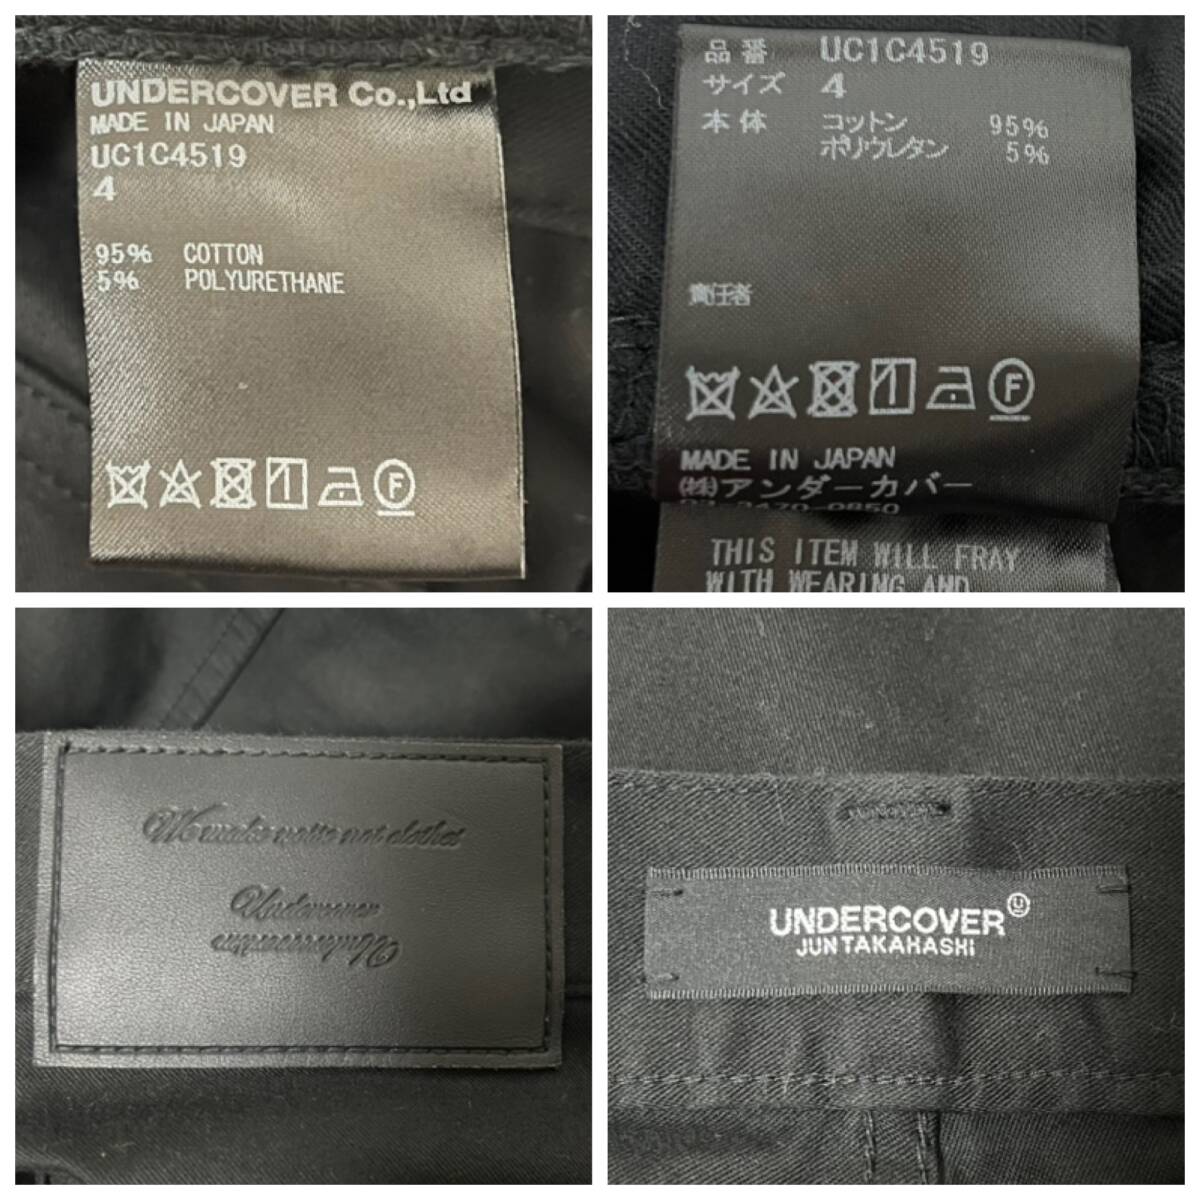 UNDERCOVER Co.,Ltd
MADE IN JAPAN
UC1C4519
4
95% COTTON
5% POLYURETHANE
F
品番 UC1C4519
サイズ 4
本体 コットン 95%
ポリウレタン 5%
責任者
F
MADE IN JAPAN
(株)アンダーカバー
03-3470-0850
THIS ITEM WILL FRAY
WITH WEARING AND
We make noise not clothes
Undercover
Undercover
UNDERCOVER
JUN TAKAHASHI